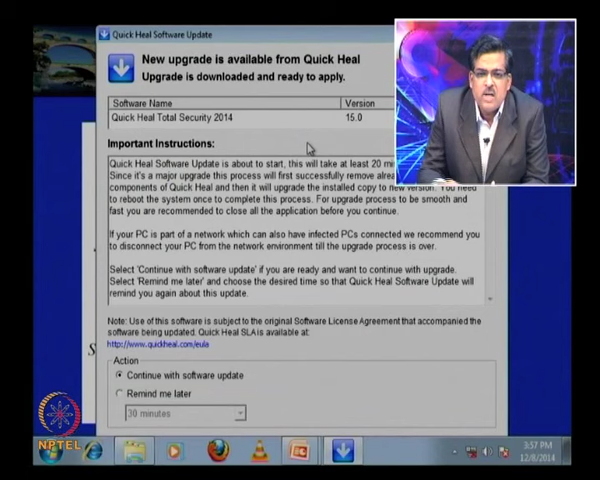 Quick Heal Software Update
New upgrade is available from Quick Heal
Upgrade is downloaded and ready to apply.
Software Name Version
Quick Heal Total Security 2014 15.0
Important Instructions:
Quick Heal Software Update is about to start, this will take at least 20
Since it's a major upgrade this process will first successfully remove
components of Quick Heal and then it will upgrade the installed copy to new version. You need
to reboot the system once to complete this process. For upgrade process to be smooth and
fast you are recommended to close all the application before you continue.
If your PC is part of a network which can also have infected PCs connected we recommend you
to disconnect your PC from the network environment till the upgrade process is over.
Select 'Continue with software update' if you are ready and want to continue with upgrade.
Select 'Remind me later' and choose the desired time so that Quick Heal Software Update will
remind you again about this update.
Note: Use of this software is subject to the original Software License Agreement that accompanied the
software being updated. Quick Heal SLA is available at:
http://www.quickheal.com/eula
Action
Continue with software update
Remind me later
30 minutes
S
NPTEL
3:57 PM
12/8/2014